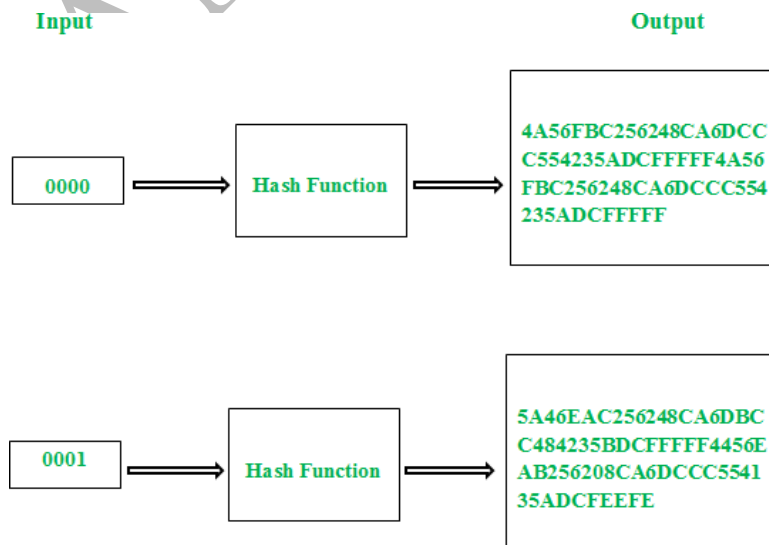 Input Output
4A56FBC256248CA6DCC
C554235ADCFFFFF4A56
FBC256248CA6DCCC554
235ADCFFFFF
0000 Hash Function
5A46EAC256248CA6DBC
C484235BDCFFFFF4456E
AB256208CA6DCCC5541
35ADCFEEFE
0001 Hash Function